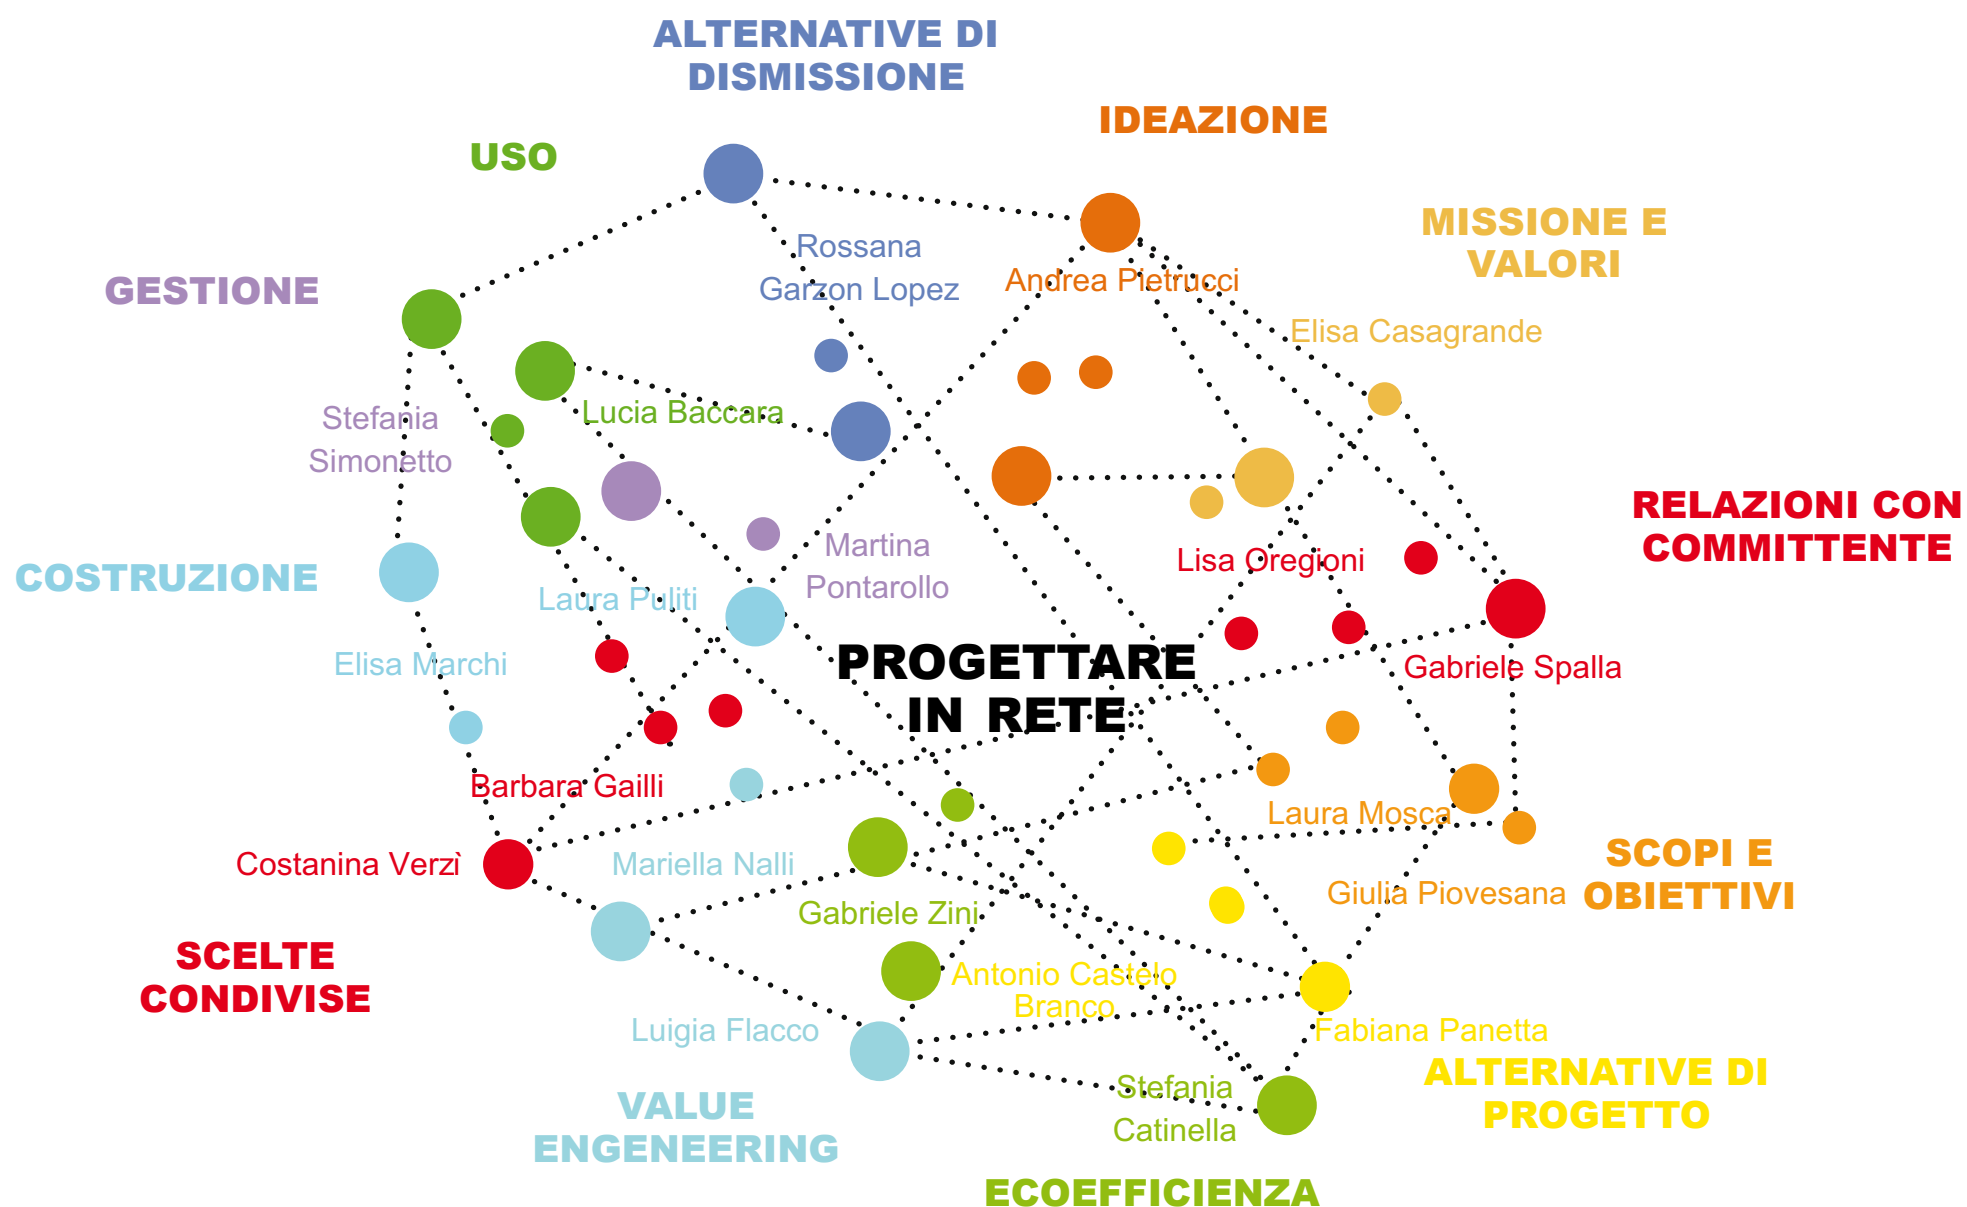 ALTERNATIVE DI
DISMISSIONE
IDEAZIONE
USO
MISSIONE E
VALORI
Rossana
Garzon Lopez
Andrea Pietrucci
GESTIONE
Elisa Casagrande
Stefania
Simonetto
Lucia Baccara
RELAZIONI CON
COMMITTENTE
Martina
Pontarollo
Lisa Oregioni
COSTRUZIONE
Laura Puliti
Elisa Marchi
PROGETTARE
IN RETE
Gabriele Spalla
Barbara Gailli
Laura Mosca
Costanina Verzì
Mariella Nalli
SCOPI E
OBIETTIVI
Giulia Piovesana
Gabriele Zini
SCELTE
CONDIVISE
Antonio Castelo
Branco
Luigia Flacco
Fabiana Panetta
ALTERNATIVE DI
PROGETTO
Stefania
Catinella
VALUE
ENGENEERING
ECOEFFICIENZA